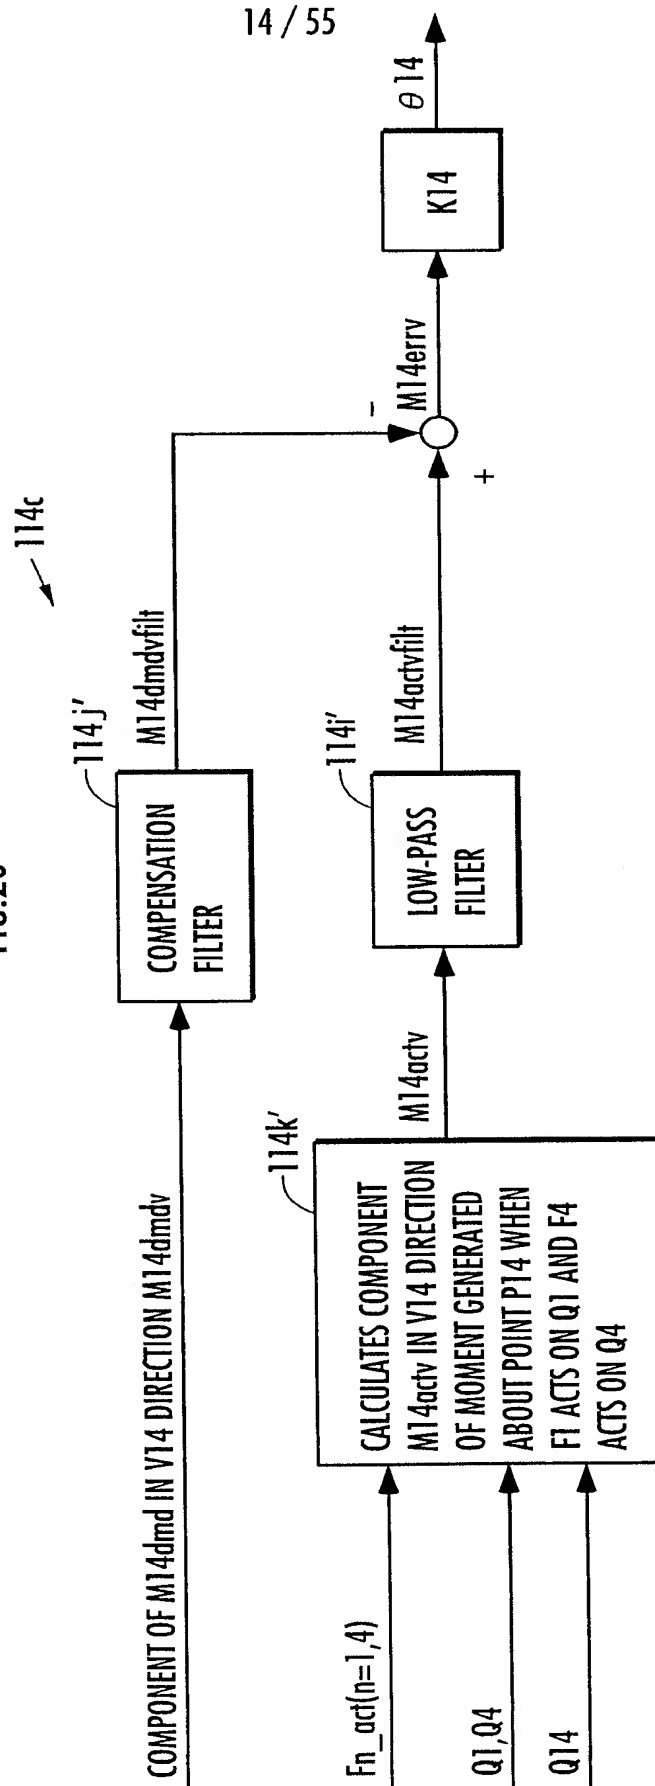 14 / 55
114c
COMPONENT OF M14dmd IN V14 DIRECTION M14dmdv
114j'
COMPENSATION
FILTER
M14dmdvfilt
Fn_act(n=1,4)
Q1,Q4
Q14
114k'
CALCULATES COMPONENT
M14actv IN V14 DIRECTION
OF MOMENT GENERATED
ABOUT POINT P14 WHEN
F1 ACTS ON Q1 AND F4
ACTS ON Q4
M14actv
114i'
LOW-PASS
FILTER
M14actvfilt
-
+
M14errv
K14
θ14